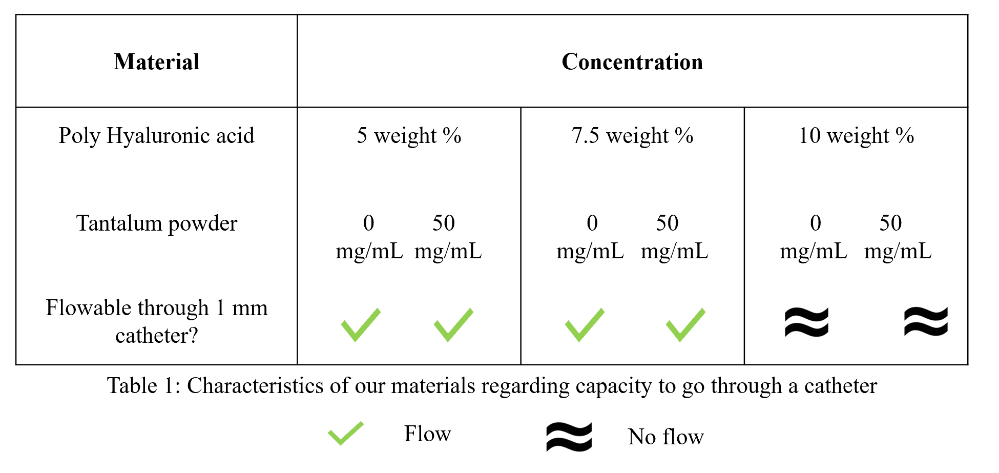 Material Concentration
Poly Hyaluronic acid 5 weight % 7.5 weight % 10 weight %
Tantalum powder 0 50 0 50 0 50
mg/mL mg/mL mg/mL mg/mL mg/mL mg/mL
Flowable through 1 mm
catheter?
Table 1: Characteristics of our materials regarding capacity to go through a catheter
Flow No flow